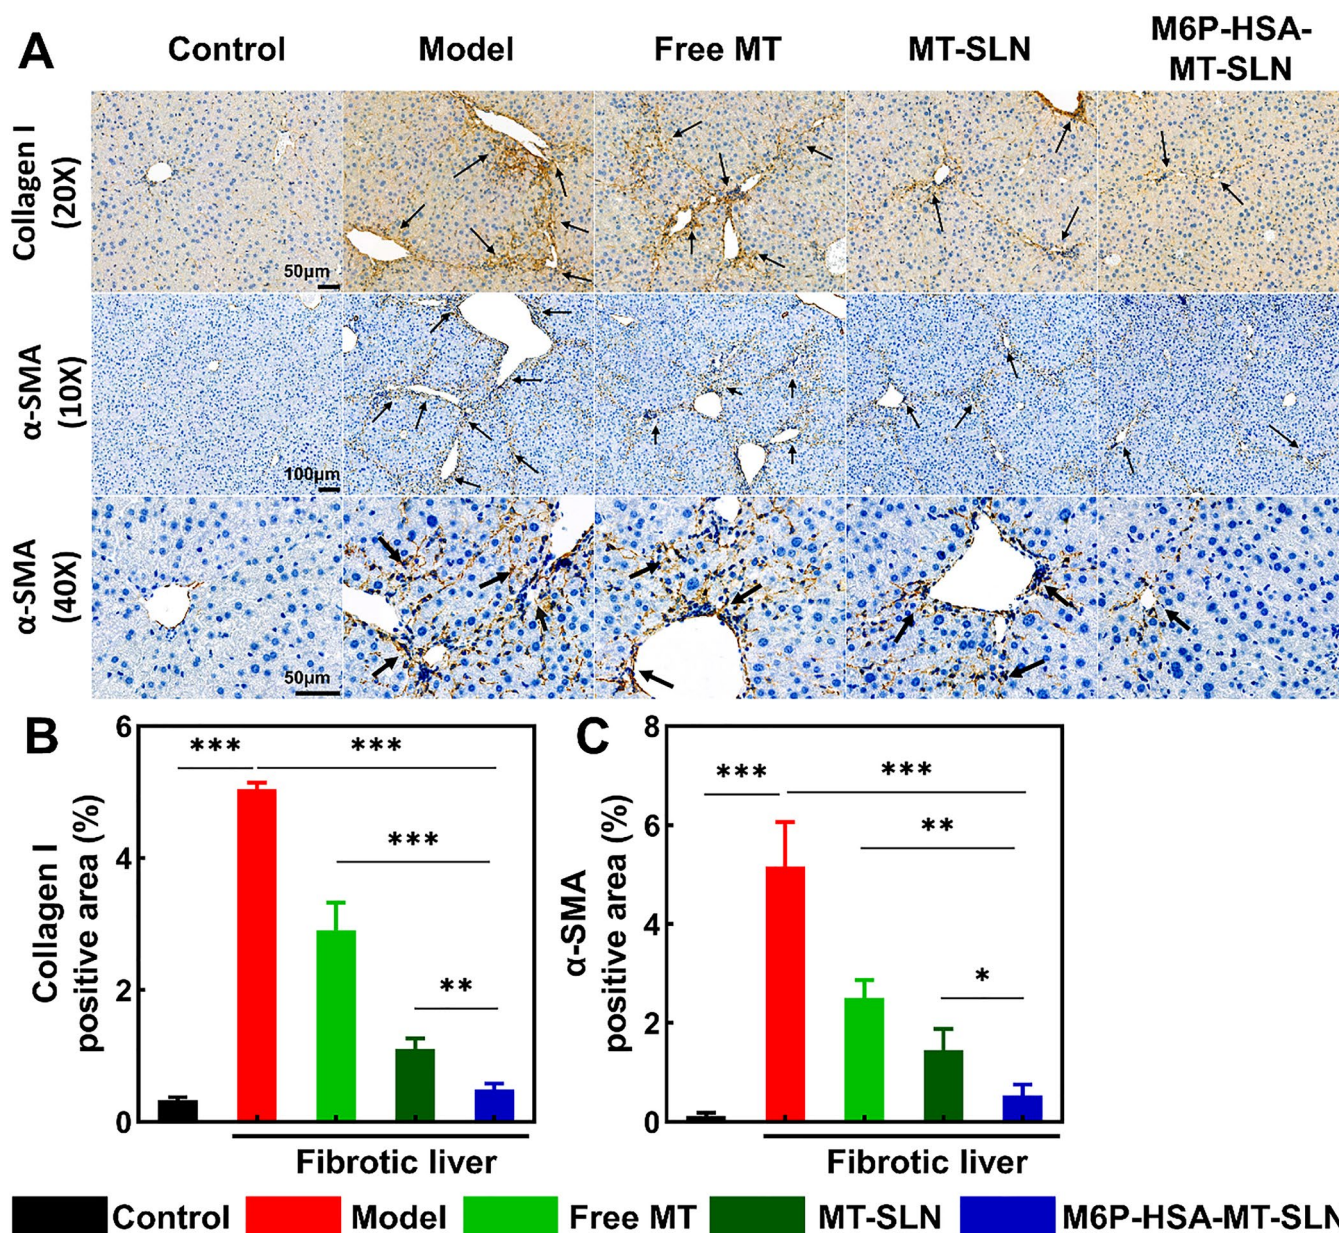 A
Control
Model
Free MT
MT-SLN
M6P-HSA-
MT-SLN
Collagen I
(20X)
50μm
α-SMA
(10X)
100μm
α-SMA
(40X)
50μm
B
Collagen I
positive area (%)
6
4
2
0
***
***
***
**
Fibrotic liver
C
α-SMA
positive area (%)
8
6
4
2
0
***
***
**
*
Fibrotic liver
Control
Model
Free MT
MT-SLN
M6P-HSA-MT-SLN